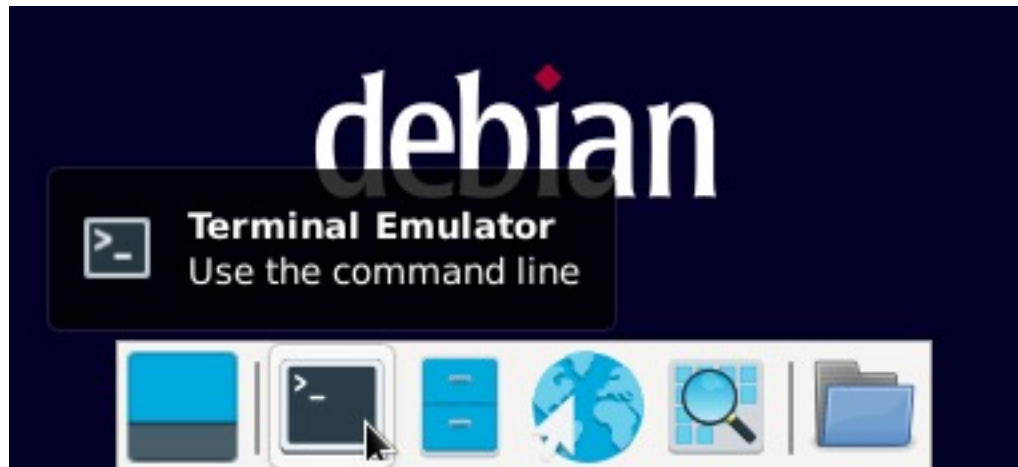 debian
Terminal Emulator
Use the command line